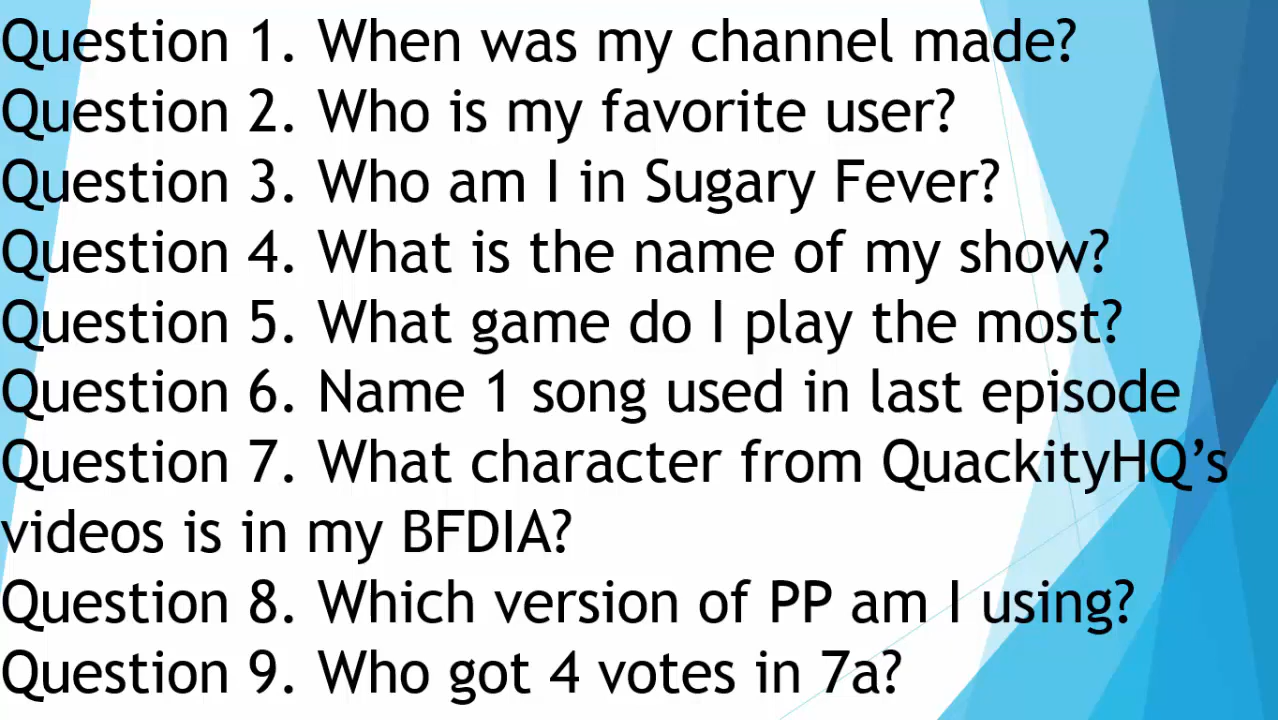 Question 1. When was my channel made?
Question 2. Who is my favorite user?
Question 3. Who am I in Sugary Fever?
Question 4. What is the name of my show?
Question 5. What game do I play the most?
Question 6. Name 1 song used in last episode
Question 7. What character from QuackityHQ’s
videos is in my BFDIA?
Question 8. Which version of PP am I using?
Question 9. Who got 4 votes in 7a?